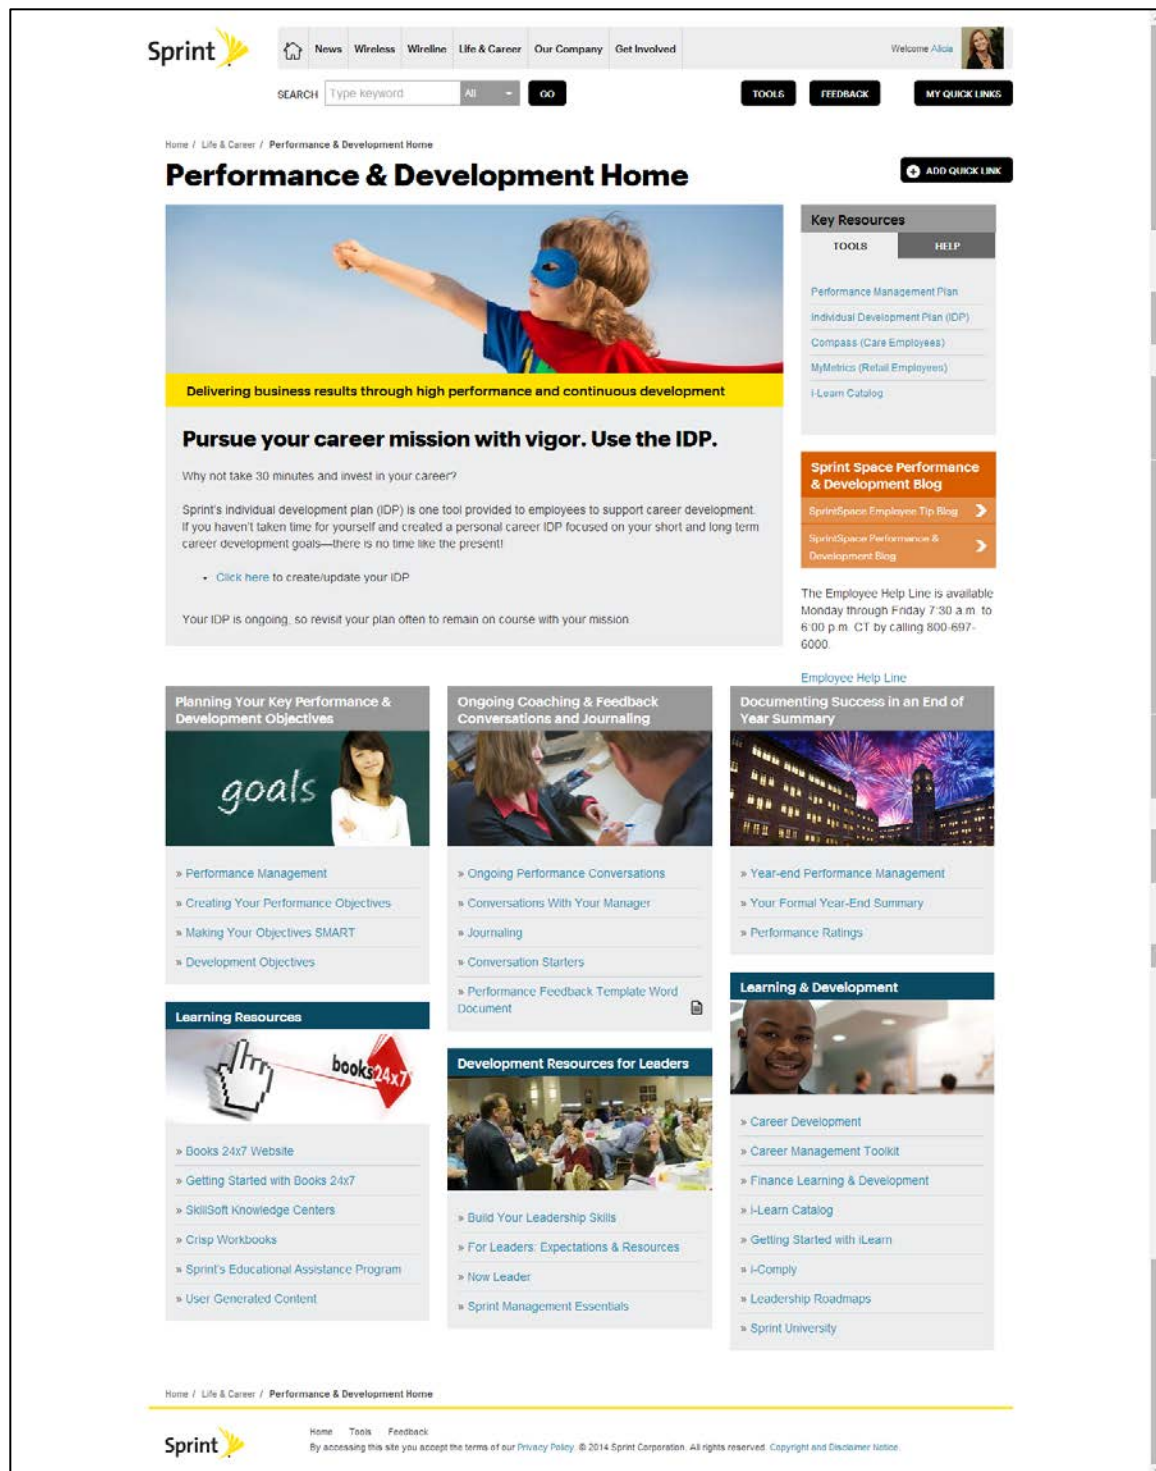 Sprint
News Wireless Wireline Life & Career Our Company Get Involved
Welcome Alicia
SEARCH Type keyword All GO
TOOLS FEEDBACK MY QUICK LINKS
Home / Life & Career / Performance & Development Home
Performance & Development Home
ADD QUICK LINK
Delivering business results through high performance and continuous development
Pursue your career mission with vigor. Use the IDP.
Why not take 30 minutes and invest in your career?
Sprint's individual development plan (IDP) is one tool provided to employees to support career development.
If you haven't taken time for yourself and created a personal career IDP focused on your short and long term
career development goals—there is no time like the present!
• Click here to create/update your IDP
Your IDP is ongoing, so revisit your plan often to remain on course with your mission.
Key Resources
TOOLS HELP
Performance Management Plan
Individual Development Plan (IDP)
Compass (Care Employees)
MyMetrics (Retail Employees)
i-Learn Catalog
Sprint Space Performance
& Development Blog
SprintSpace Employee Tip Blog
SprintSpace Performance &
Development Blog
The Employee Help Line is available
Monday through Friday 7:30 a.m. to
6:00 p.m. CT by calling 800-697-
6000.
Employee Help Line
Planning Your Key Performance &
Development Objectives
goals
» Performance Management
» Creating Your Performance Objectives
» Making Your Objectives SMART
» Development Objectives
Learning Resources
books24x7
» Books 24x7 Website
» Getting Started with Books 24x7
» SkillSoft Knowledge Centers
» Crisp Workbooks
» Sprint's Educational Assistance Program
» User Generated Content
Ongoing Coaching & Feedback
Conversations and Journaling
» Ongoing Performance Conversations
» Conversations With Your Manager
» Journaling
» Conversation Starters
» Performance Feedback Template Word
Document
Development Resources for Leaders
» Build Your Leadership Skills
» For Leaders: Expectations & Resources
» Now Leader
» Sprint Management Essentials
Documenting Success in an End of
Year Summary
» Year-end Performance Management
» Your Formal Year-End Summary
» Performance Ratings
Learning & Development
» Career Development
» Career Management Toolkit
» Finance Learning & Development
» i-Learn Catalog
» Getting Started with iLearn
» i-Comply
» Leadership Roadmaps
» Sprint University
Home / Life & Career / Performance & Development Home
Sprint
Home Tools Feedback
By accessing this site you accept the terms of our Privacy Policy. © 2014 Sprint Corporation. All rights reserved. Copyright and Disclaimer Notice.